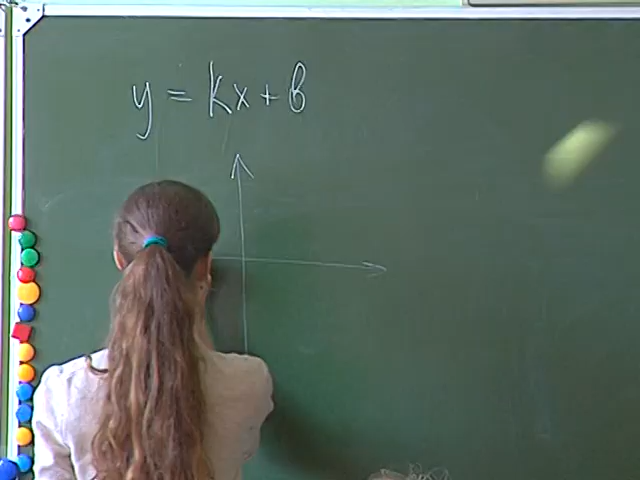 y = kx + b